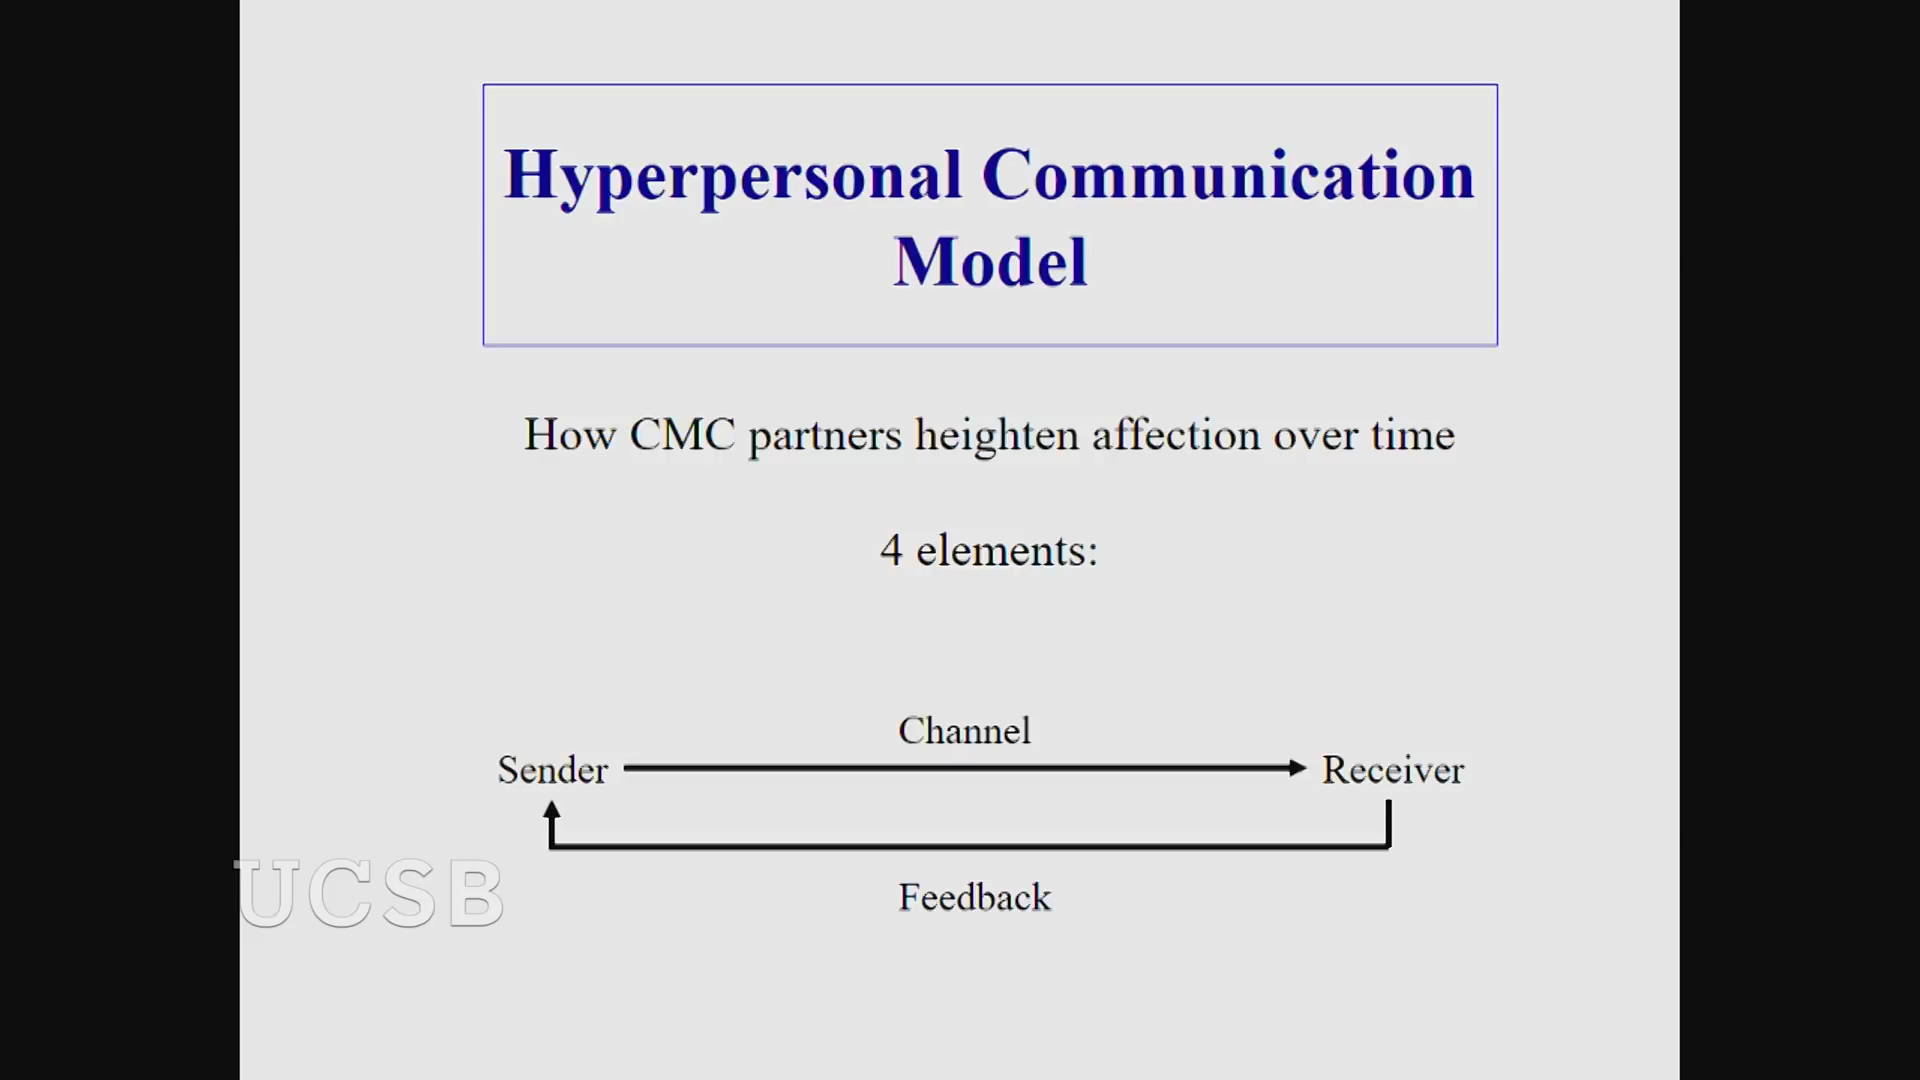 Hyperpersonal Communication
Model
How CMC partners heighten affection over time
4 elements:
Channel
Sender
Receiver
Feedback
UCSB